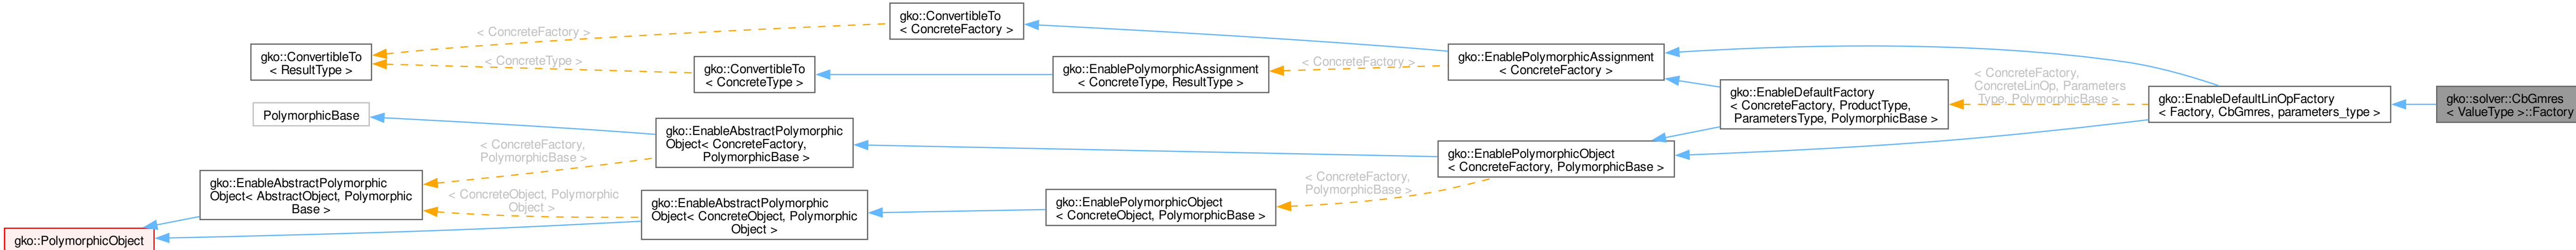 gko::ConvertibleTo
< ConcreteFactory >
< ConcreteFactory >
gko::ConvertibleTo
< ResultType >
< ConcreteType >
gko::ConvertibleTo
< ConcreteType >
gko::EnablePolymorphicAssignment
< ConcreteType, ResultType >
< ConcreteFactory >
gko::EnablePolymorphicAssignment
< ConcreteFactory >
gko::EnableDefaultFactory
< ConcreteFactory, ProductType,
ParametersType, PolymorphicBase >
< ConcreteFactory,
ConcreteLinOp, Parameters
Type, PolymorphicBase >
gko::EnableDefaultLinOpFactory
< Factory, CbGmres, parameters_type >
gko::solver::CbGmres
< ValueType >::Factory
PolymorphicBase
gko::EnableAbstractPolymorphic
Object< ConcreteFactory,
PolymorphicBase >
< ConcreteFactory,
PolymorphicBase >
gko::EnablePolymorphicObject
< ConcreteFactory, PolymorphicBase >
gko::EnableAbstractPolymorphic
Object< AbstractObject, Polymorphic
Base >
< ConcreteObject, Polymorphic
Object >
gko::EnableAbstractPolymorphic
Object< ConcreteObject, Polymorphic
Object >
gko::EnablePolymorphicObject
< ConcreteObject, PolymorphicBase >
< ConcreteFactory,
PolymorphicBase >
gko::PolymorphicObject